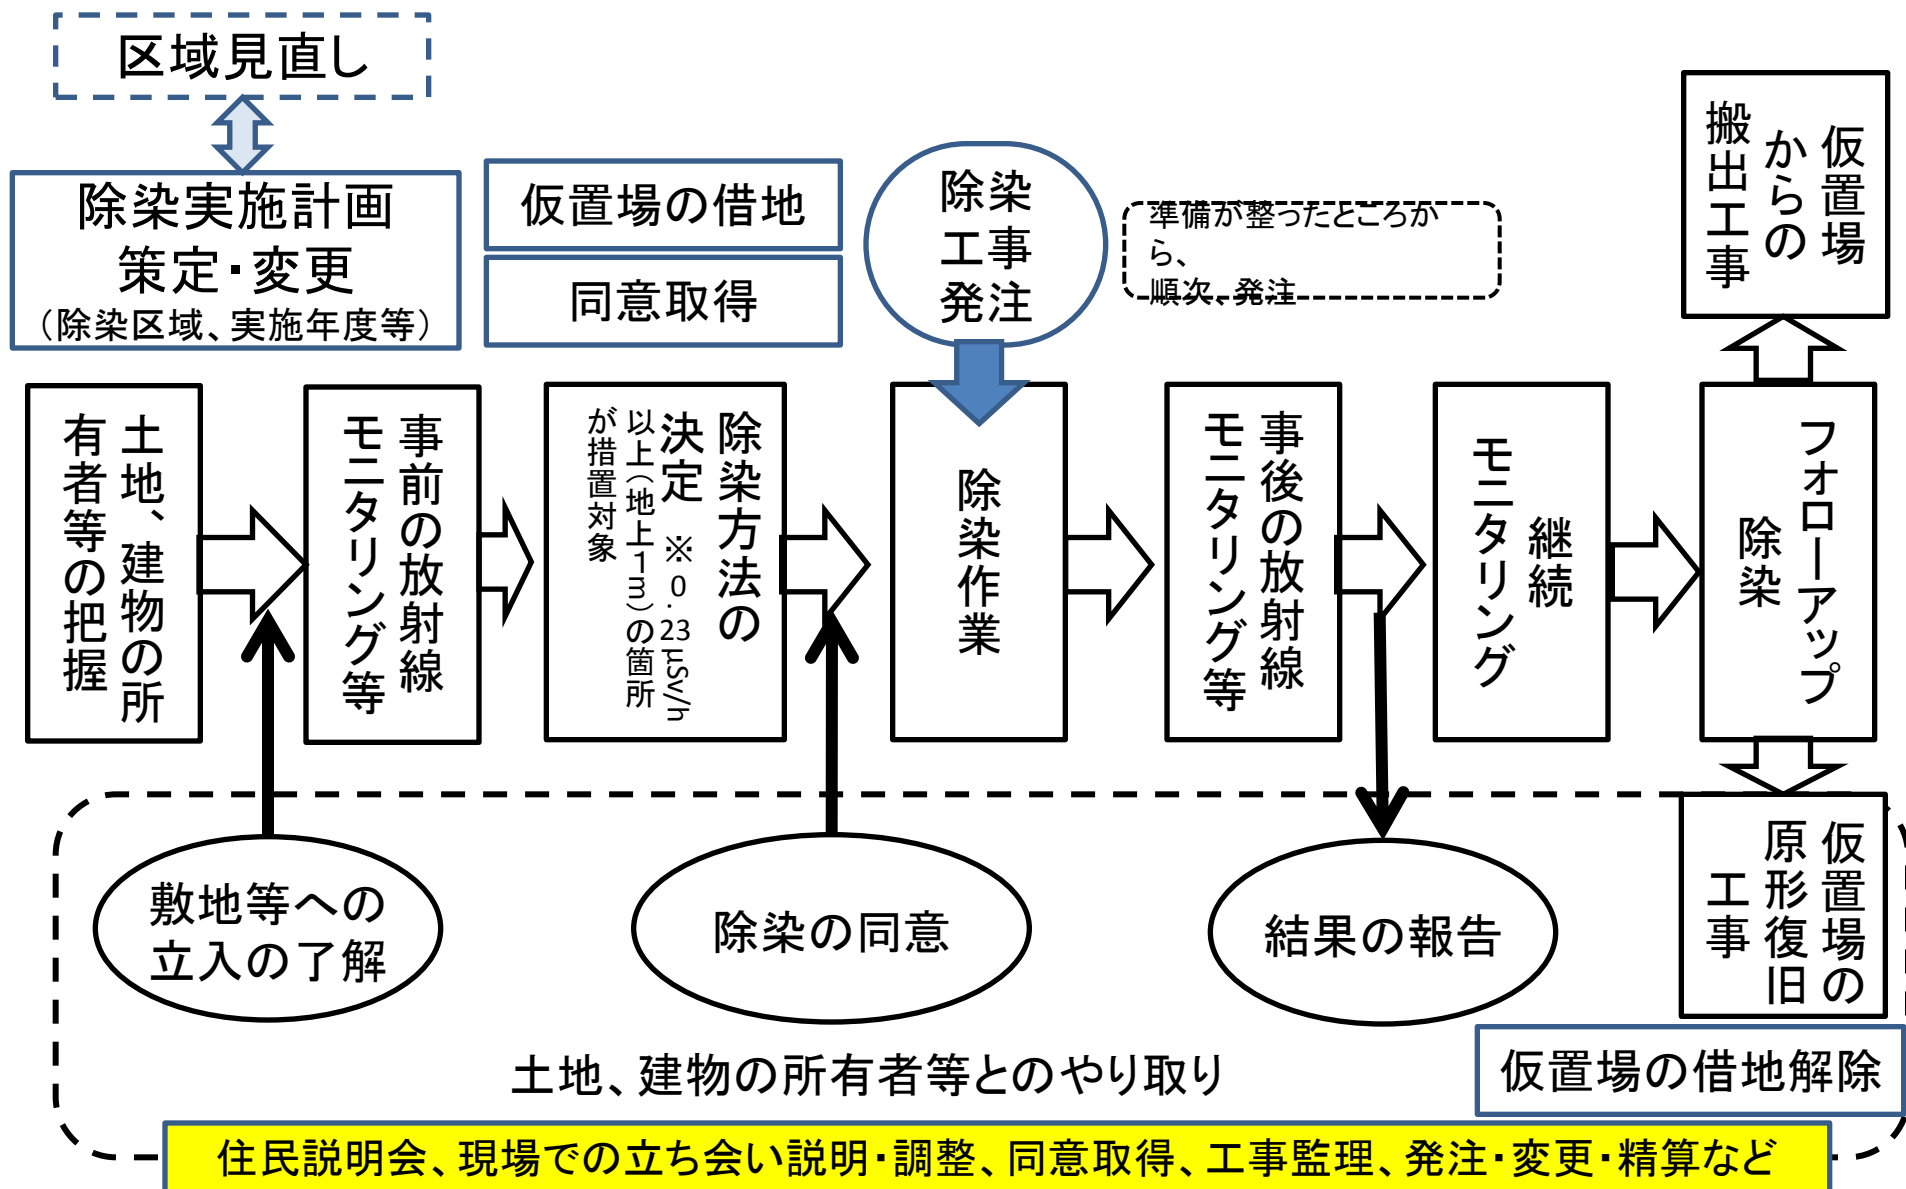 区域見直し
除染実施計画
策定・変更
（除染区域、実施年度等）
仮置場の借地
同意取得
除染
工事
発注
準備が整ったところか
ら、
順次、発注
仮置場
からの
搬出工事
土地、建物の所
有者等の把握
事前の放射線
モニタリング等
除染方法の
決定　※０．23μSv/h
以上（地上１ｍ）の箇所
が措置対象
除染作業
事後の放射線
モニタリング等
継続
モニタリング
フォローアップ
除染
仮置場の
原形復旧
工事
敷地等への
立入の了解
除染の同意
結果の報告
土地、建物の所有者等とのやり取り
仮置場の借地解除
住民説明会、現場での立ち会い説明・調整、同意取得、工事監理、発注・変更・精算など